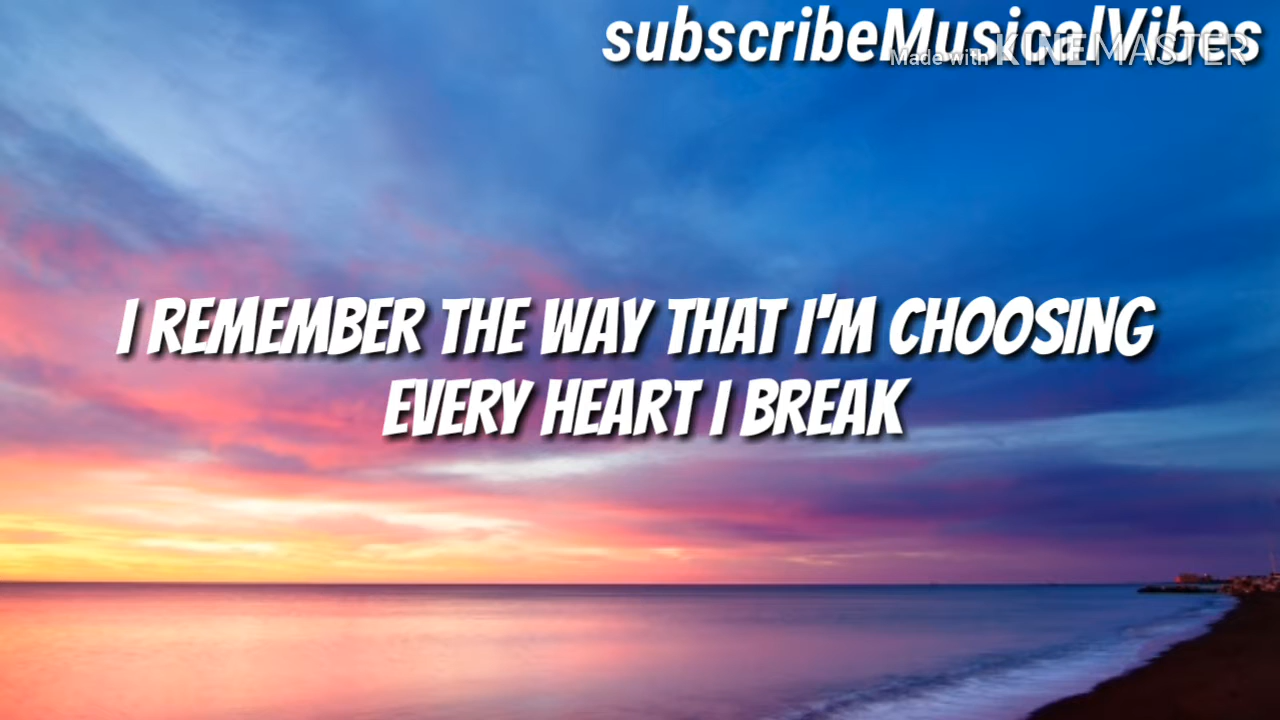 subscribeMusicalVibes
Made with KINEMASTER
I REMEMBER THE WAY THAT I'M CHOOSING
EVERY HEART I BREAK